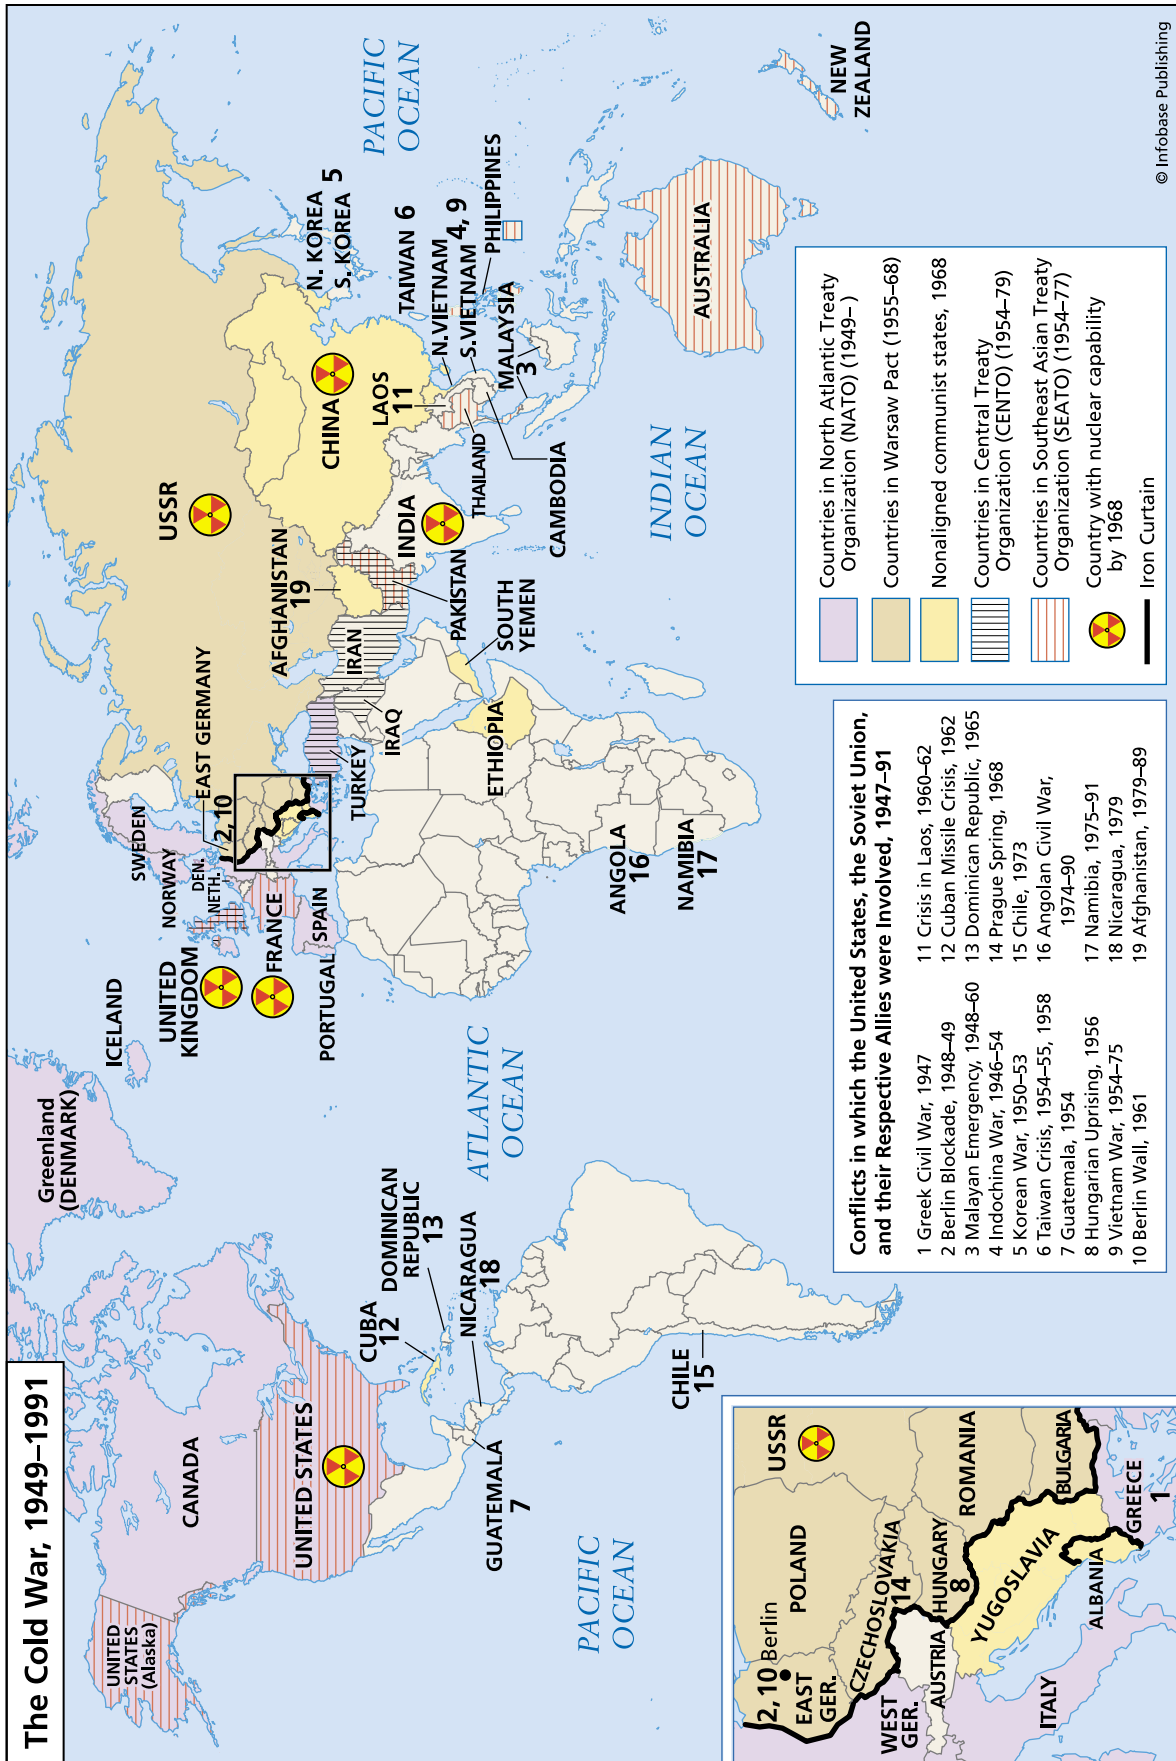 The Cold War, 1949–1991
Greenland
(DENMARK)
ICELAND
UNITED
STATES
(Alaska)
CANADA
UNITED STATES
CUBA
12
DOMINICAN
REPUBLIC
13
NICARAGUA
18
GUATEMALA
7
CHILE
15
PACIFIC
OCEAN
ATLANTIC
OCEAN
SWEDEN
NORWAY
DEN.
NETH.
UNITED
KINGDOM
FRANCE
SPAIN
PORTUGAL
EAST GERMANY
2, 10
USSR
TURKEY
IRAQ
IRAN
AFGHANISTAN
19
PAKISTAN
INDIA
CHINA
SOUTH
YEMEN
ETHIOPIA
ANGOLA
16
NAMIBIA
17
N. KOREA
S. KOREA 5
TAIWAN 6
LAOS
11
N.VIETNAM
S.VIETNAM 4, 9
PHILIPPINES
THAILAND
MALAYSIA
3
CAMBODIA
INDIAN
OCEAN
PACIFIC
OCEAN
AUSTRALIA
NEW
ZEALAND
2, 10 Berlin
EAST
GER.
WEST
GER.
POLAND
USSR
CZECHOSLOVAKIA
14
AUSTRIA
HUNGARY
8
ROMANIA
YUGOSLAVIA
BULGARIA
ITALY
ALBANIA
GREECE
1
Conflicts in which the United States, the Soviet Union,
and their Respective Allies were Involved, 1947–91
1 Greek Civil War, 1947
2 Berlin Blockade, 1948–49
3 Malayan Emergency, 1948–60
4 Indochina War, 1946–54
5 Korean War, 1950–53
6 Taiwan Crisis, 1954–55, 1958
7 Guatemala, 1954
8 Hungarian Uprising, 1956
9 Vietnam War, 1954–75
10 Berlin Wall, 1961
11 Crisis in Laos, 1960–62
12 Cuban Missile Crisis, 1962
13 Dominican Republic, 1965
14 Prague Spring, 1968
15 Chile, 1973
16 Angolan Civil War,
1974–90
17 Namibia, 1975–91
18 Nicaragua, 1979
19 Afghanistan, 1979–89
Countries in North Atlantic Treaty
Organization (NATO) (1949– )
Countries in Warsaw Pact (1955–68)
Nonaligned communist states, 1968
Countries in Central Treaty
Organization (CENTO) (1954–79)
Countries in Southeast Asian Treaty
Organization (SEATO) (1954–77)
Country with nuclear capability
by 1968
Iron Curtain
© Infobase Publishing